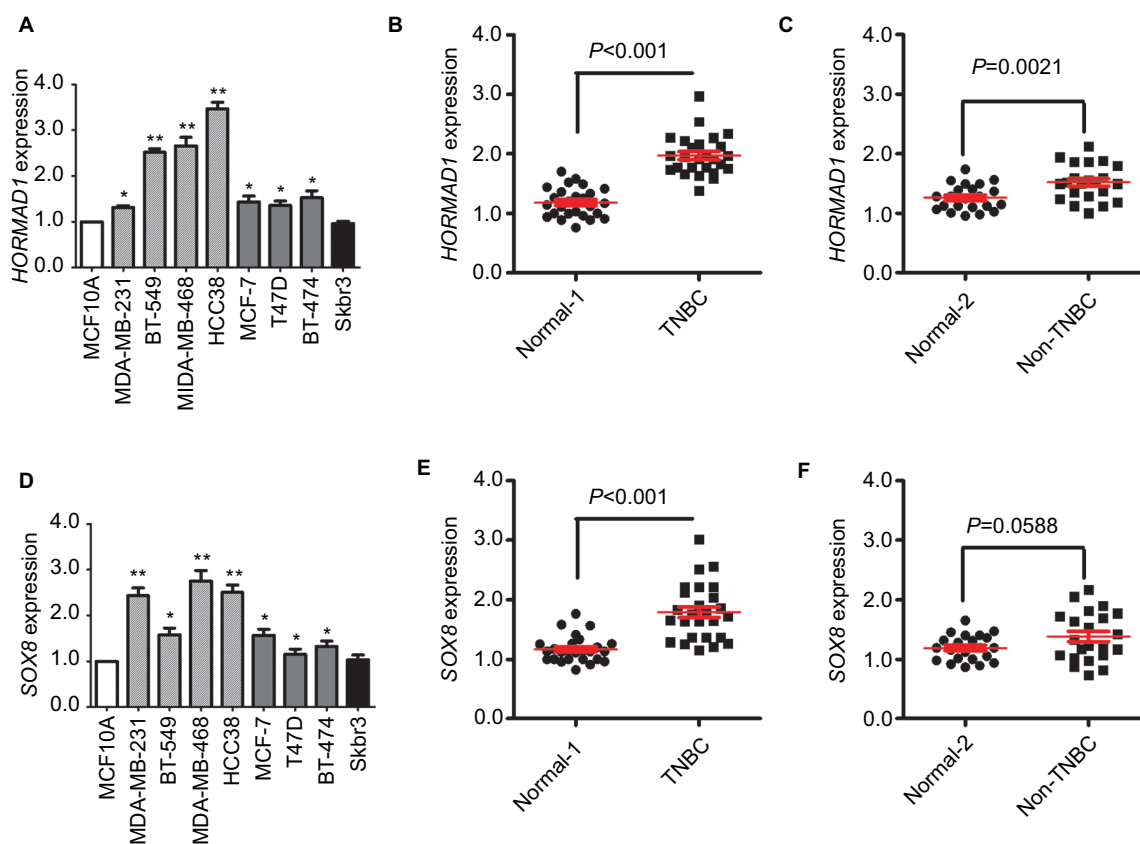 A
HORMAD1 expression
4.0
3.0
2.0
1.0
0.0
** ** ** * * * *
MCF10A
MDA-MB-231
BT-549
MIDA-MB-468
HCC38
MCF-7
T47D
BT-474
Skbr3
B
HORMAD1 expression
4.0
3.0
2.0
1.0
0.0
P<0.001
Normal-1
TNBC
C
HORMAD1 expression
4.0
3.0
2.0
1.0
0.0
P=0.0021
Normal-2
Non-TNBC
D
SOX8 expression
4.0
3.0
2.0
1.0
0.0
** * ** ** * * *
MCF10A
MDA-MB-231
BT-549
MDA-MB-468
HCC38
MCF-7
T47D
BT-474
Skbr3
E
SOX8 expression
4.0
3.0
2.0
1.0
0.0
P<0.001
Normal-1
TNBC
F
SOX8 expression
4.0
3.0
2.0
1.0
0.0
P=0.0588
Normal-2
Non-TNBC